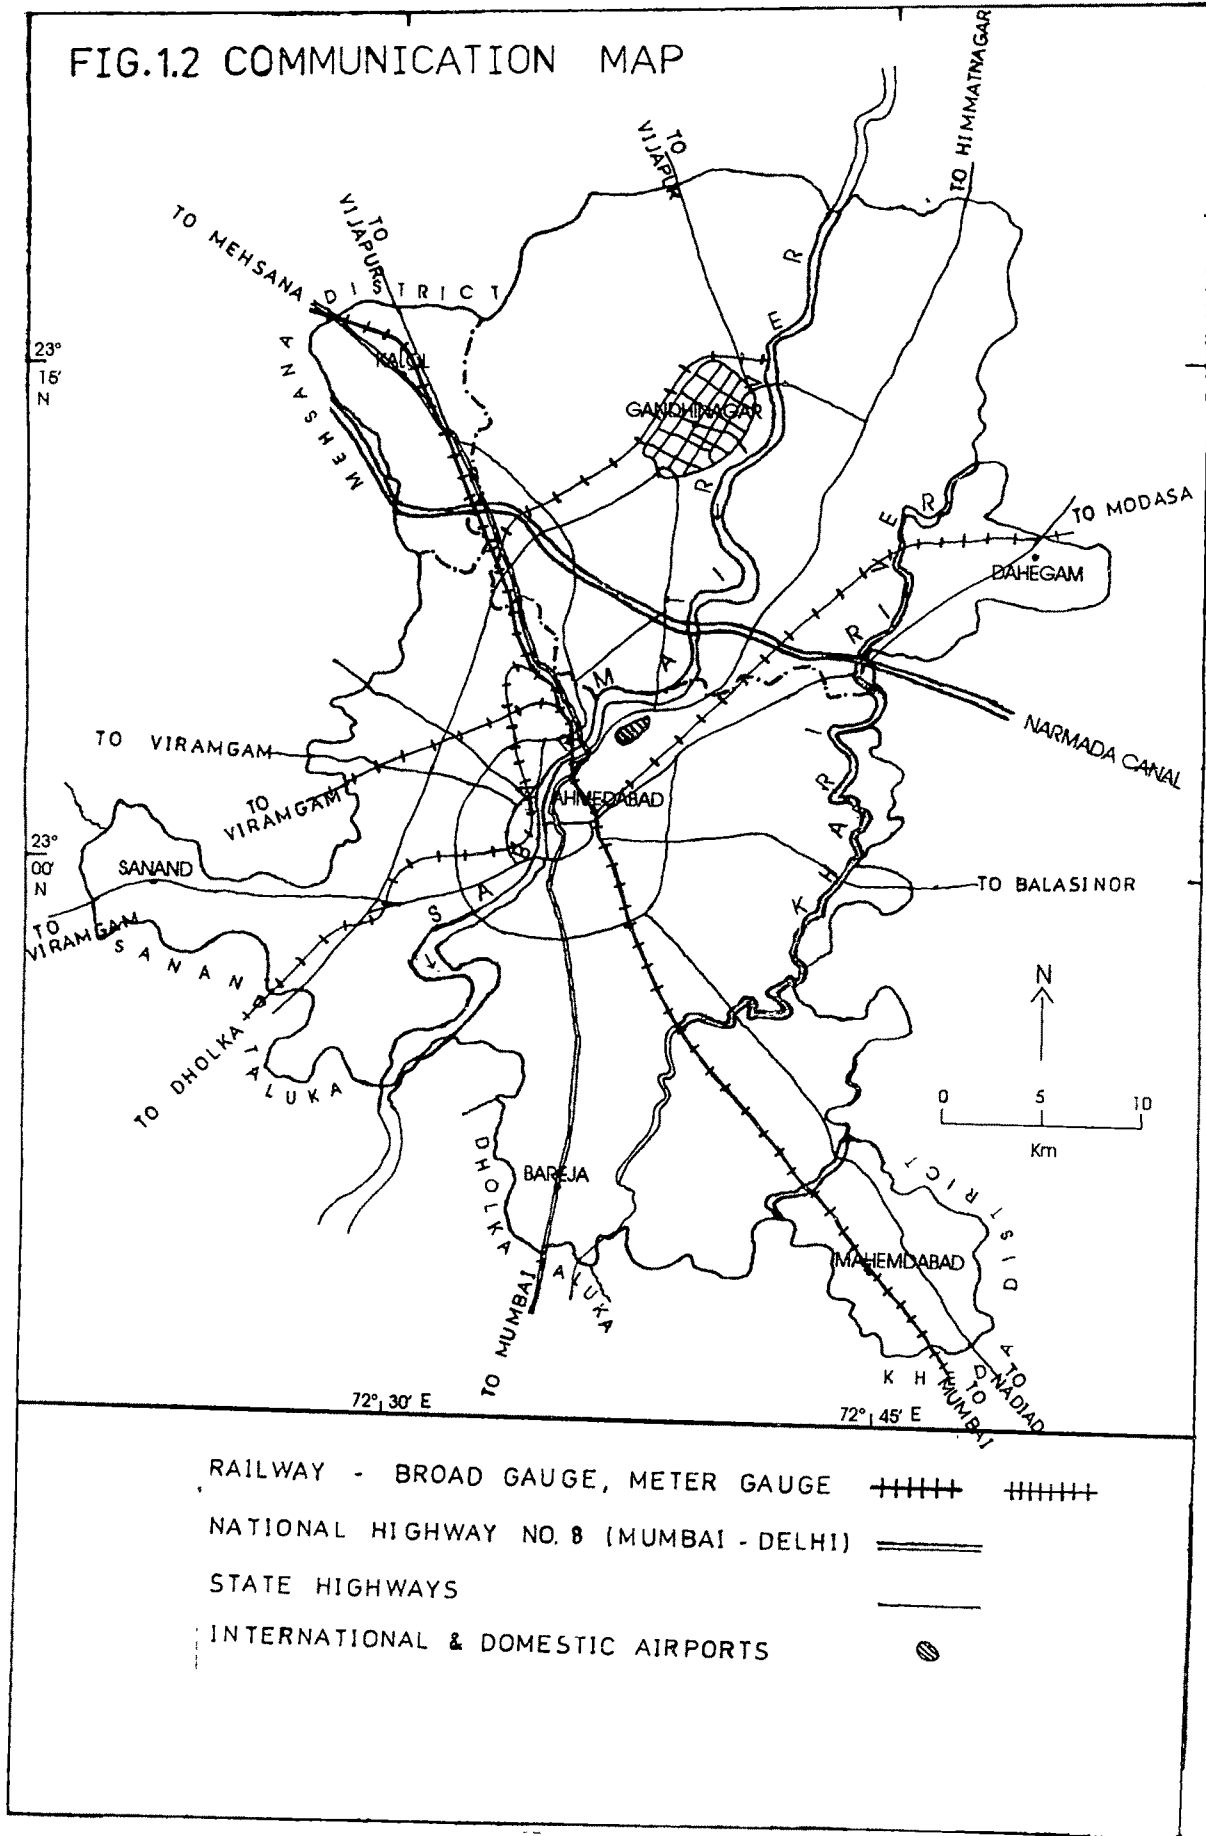 FIG.1.2 COMMUNICATION MAP
TO HIMMATNAGAR
TO
VIJAPUR
TO
VIJAPUR
TO MEHSANA
DISTRICT
MEHSANA
KALOL
23°
15'
N
GANDHINAGAR
SABARMATI RIVER
KHARI RIVER
TO MODASA
DAHEGAM
NARMADA CANAL
TO VIRAMGAM
TO
VIRAMGAM
AHMEDABAD
23°
00'
N
SANAND
TO
VIRAMGAM
SANAND
TALUKA
TO DHOLKA
TO BALASINOR
N
0 5 10
Km
BAREJA
DHOLKA
TALUKA
TO MUMBAI
MAHEMDABAD
KHEDA
DISTRICT
TO
NADIAD
TO
MUMBAI
72° 30' E
72° 45' E
RAILWAY - BROAD GAUGE, METER GAUGE
NATIONAL HIGHWAY NO. 8 (MUMBAI - DELHI)
STATE HIGHWAYS
INTERNATIONAL & DOMESTIC AIRPORTS